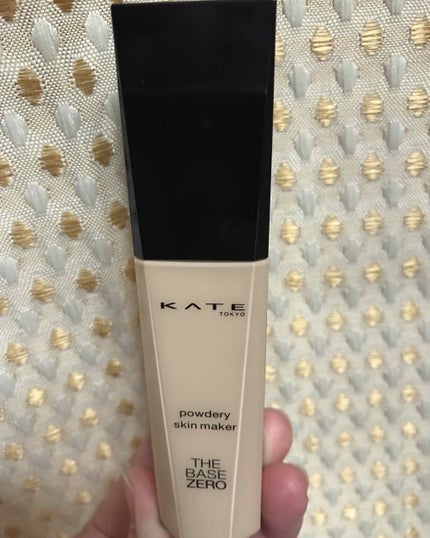 KATE
TOKYO
powdery
skin maker
THE
BASE
ZERO